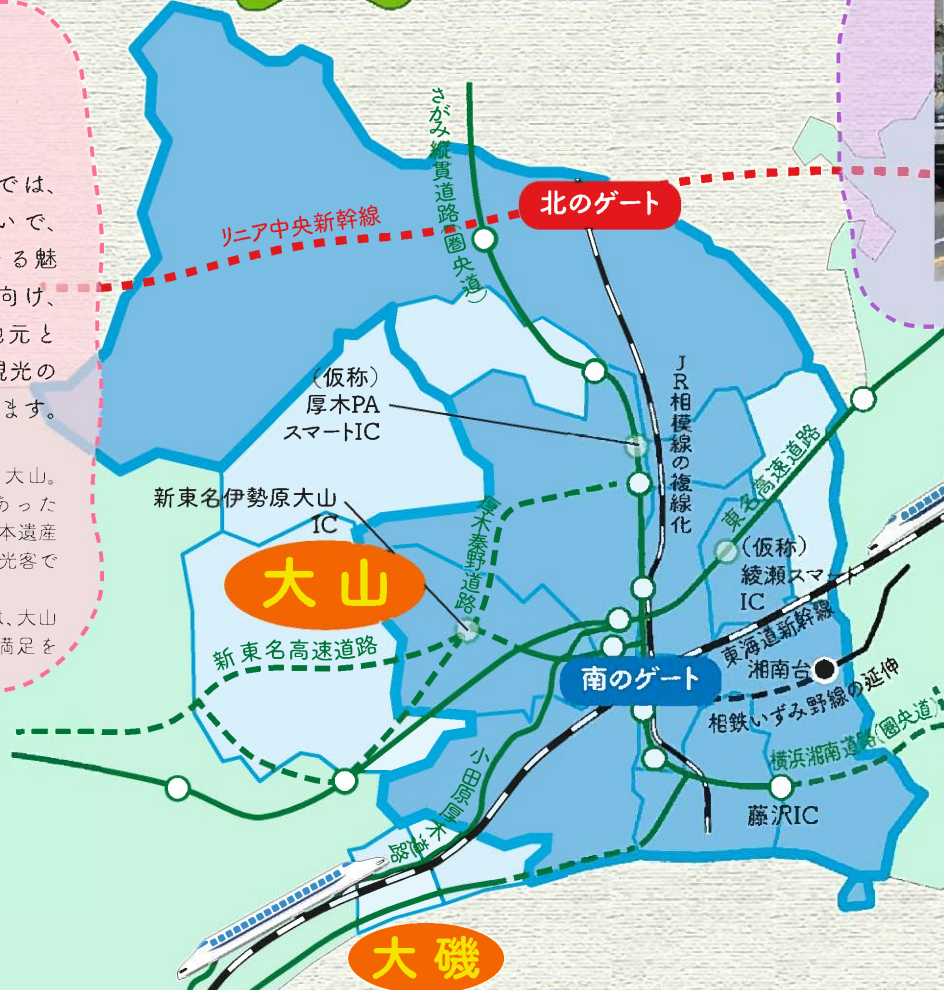 では、
いで、
る魅
向け、
地元と
観光の
ます。
大山。
あった
本遺産
光客で
は、大山
満足を
さがみ縦貫道路(圏央道)
リニア中央新幹線
北のゲート
(仮称)
厚木PA
スマートIC
JR相模線の複線化
東名高速道路
新東名伊勢原大山
IC
厚木秦野道路
大山
(仮称)
綾瀬スマート
IC
新東名高速道路
東海道新幹線
湘南台
南のゲート
相鉄いずみ野線の延伸
横浜湘南道路(圏央道)
小田原厚木道路
藤沢IC
大磯